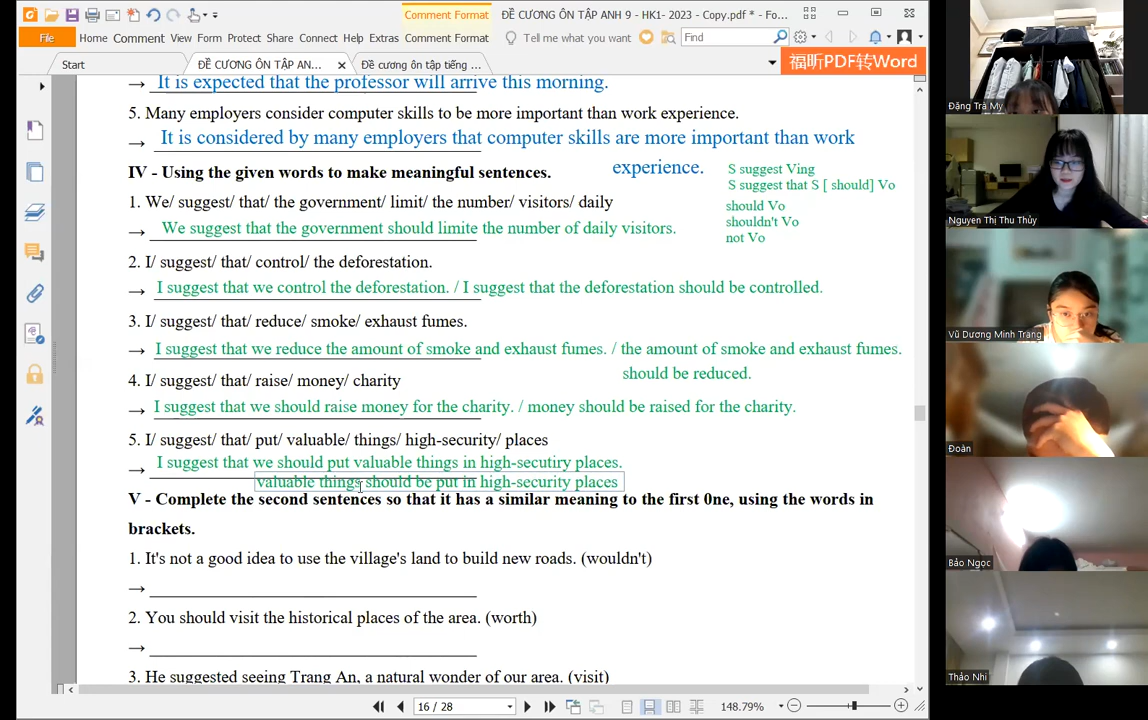 Comment Format
ĐỀ CƯƠNG ÔN TẬP ANH 9 - HK1- 2023 - Copy.pdf * - Fo...
File Home Comment View Form Protect Share Connect Help Extras Comment Format Tell me what you want... Find
Start ĐỀ CƯƠNG ÔN TẬP AN... Đề cương ôn tập tiếng ... 福昕PDF转Word
→ It is expected that the professor will arrive this morning.
5. Many employers consider computer skills to be more important than work experience.
→ It is considered by many employers that computer skills are more important than work
experience.
IV - Using the given words to make meaningful sentences.
S suggest Ving
S suggest that S [ should] Vo
should Vo
shouldn't Vo
not Vo
1. We/ suggest/ that/ the government/ limit/ the number/ visitors/ daily
→ We suggest that the government should limite the number of daily visitors.
2. I/ suggest/ that/ control/ the deforestation.
→ I suggest that we control the deforestation. / I suggest that the deforestation should be controlled.
3. I/ suggest/ that/ reduce/ smoke/ exhaust fumes.
→ I suggest that we reduce the amount of smoke and exhaust fumes. / the amount of smoke and exhaust fumes.
should be reduced.
4. I/ suggest/ that/ raise/ money/ charity
→ I suggest that we should raise money for the charity. / money should be raised for the charity.
5. I/ suggest/ that/ put/ valuable/ things/ high-security/ places
→ I suggest that we should put valuable things in high-secutiry places.
valuable things should be put in high-security places
V - Complete the second sentences so that it has a similar meaning to the first 0ne, using the words in
brackets.
1. It's not a good idea to use the village's land to build new roads. (wouldn't)
→
2. You should visit the historical places of the area. (worth)
→
3. He suggested seeing Trang An, a natural wonder of our area. (visit)
16 / 28 148.79%
Đặng Trà My
Nguyen Thị Thu Thủy
Vũ Dương Minh Trang
Đoàn
Bảo Ngọc
Thảo Nhi